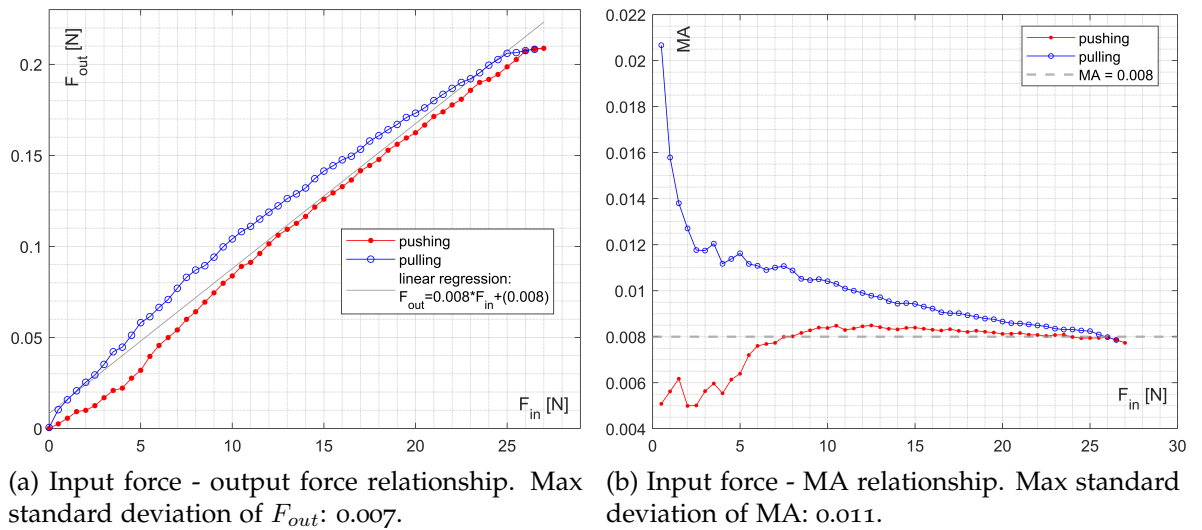 F_out [N]
0.2
0.15
0.1
0.05
0
pushing
pulling
linear regression:
F_out=0.008*F_in+(0.008)
F_in [N]
0 5 10 15 20 25
(a) Input force - output force relationship. Max
standard deviation of F_out: 0.007.
MA
0.022
0.02
0.018
0.016
0.014
0.012
0.01
0.008
0.006
0.004
pushing
pulling
MA = 0.008
F_in [N]
0 5 10 15 20 25 30
(b) Input force - MA relationship. Max standard
deviation of MA: 0.011.